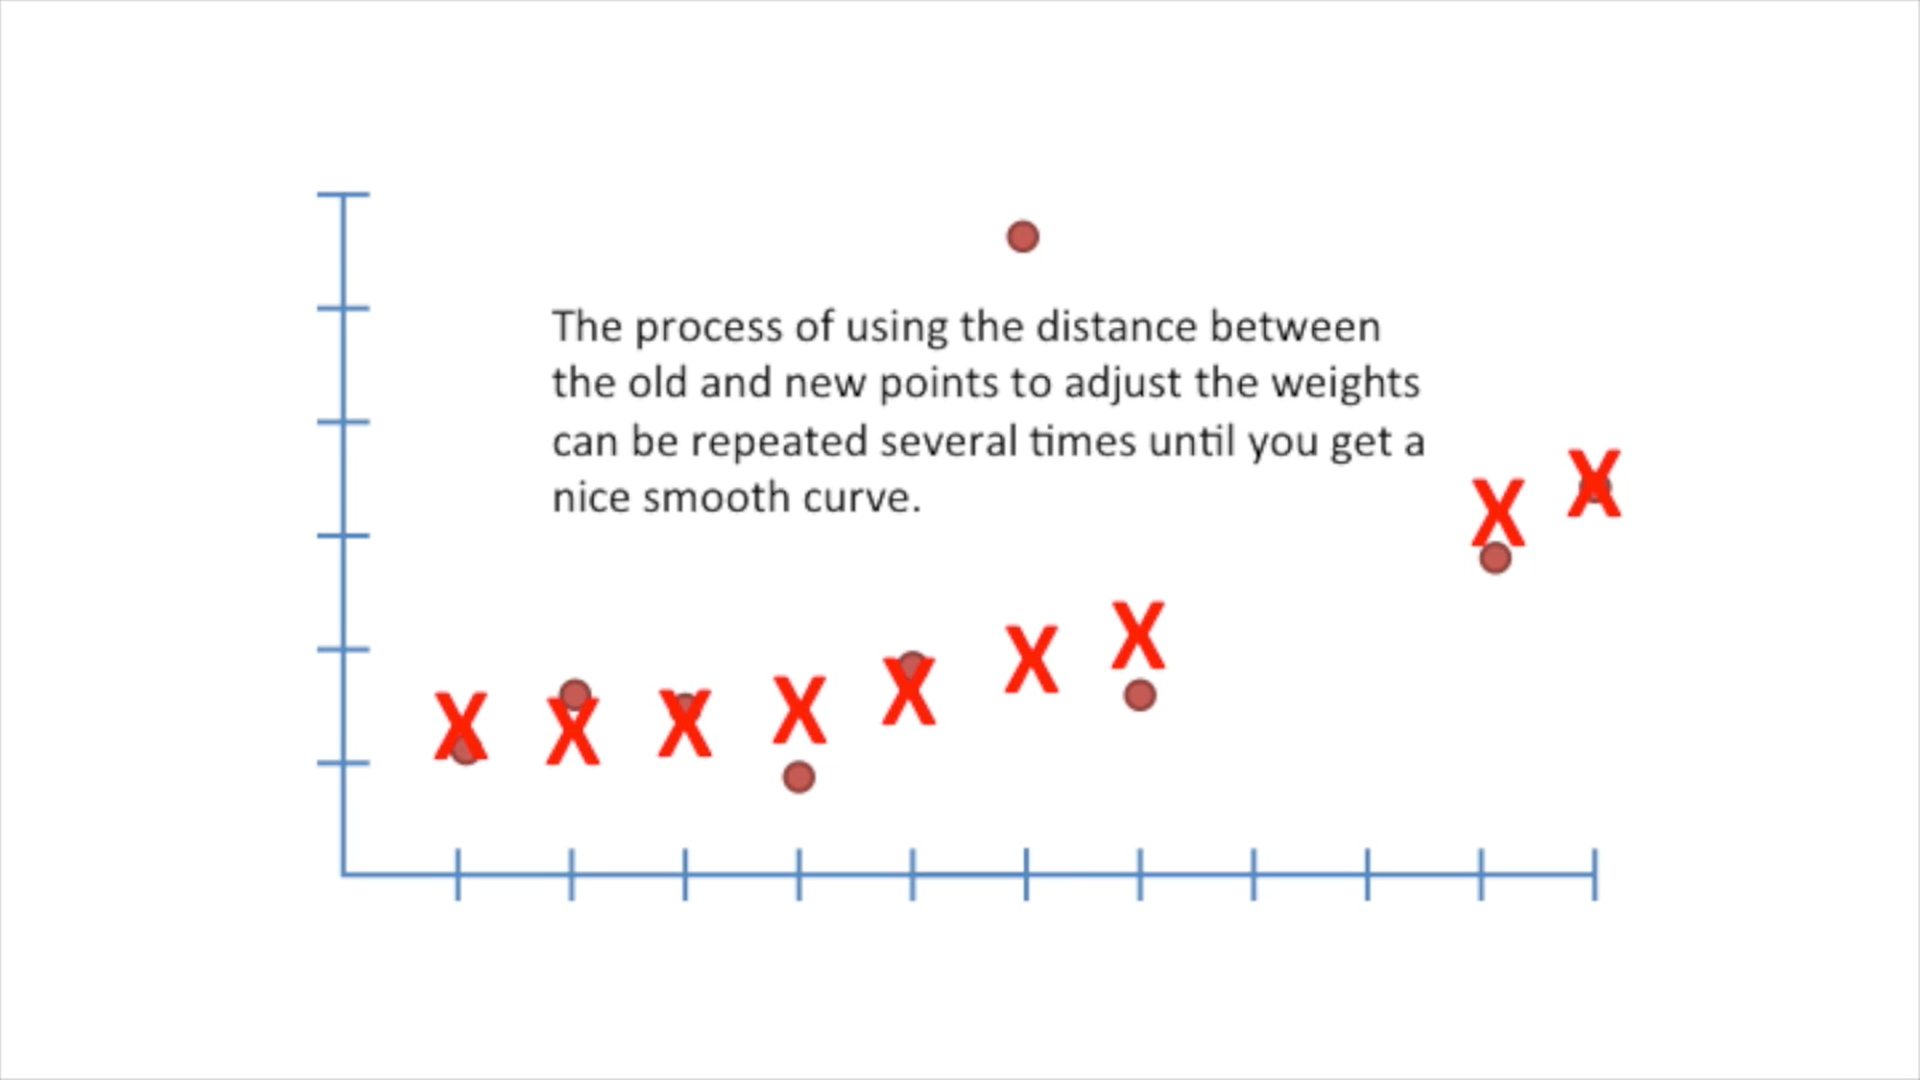 The process of using the distance between
the old and new points to adjust the weights
can be repeated several times until you get a
nice smooth curve.
X
X
X
X
X
X
X
X
X